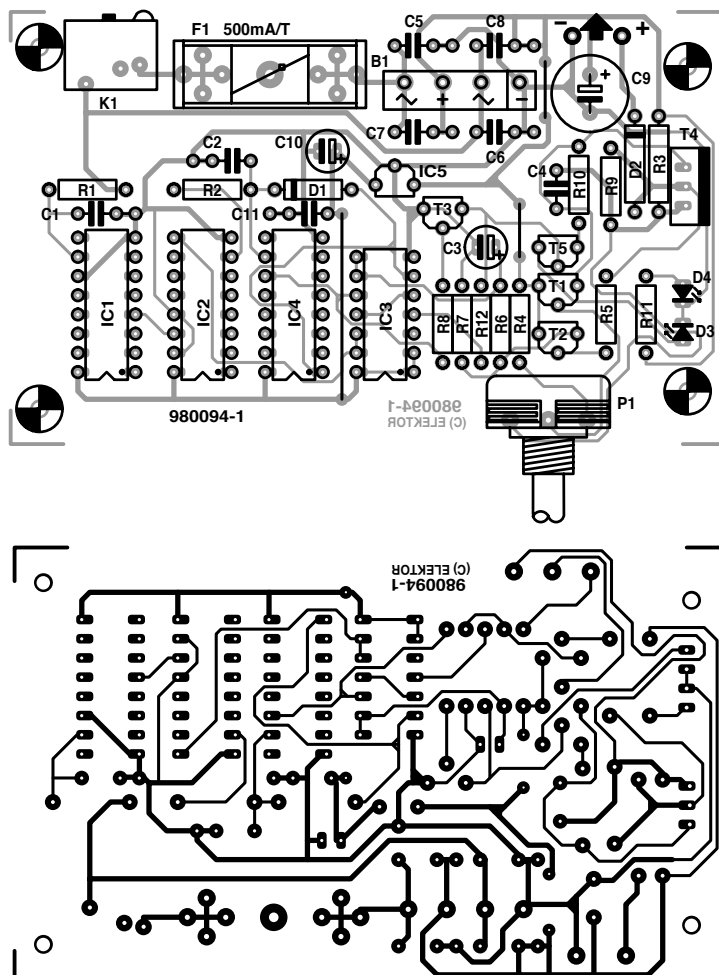 F1 500mA/T
C5
C8
−
+
B1
+
C9
K1
+
−
C7
C6
T4
C2
C10
+
IC5
C4
R10
R9
D2
R3
R1
R2
D1
T3
C1
C11
C3
+
T5
IC1
IC2
IC4
IC3
T1
D4
R8
R7
R12
R6
R4
R5
R11
T2
D3
980094-1
980094-1
(C) ELEKTOR
P1
980094-1
(C) ELEKTOR